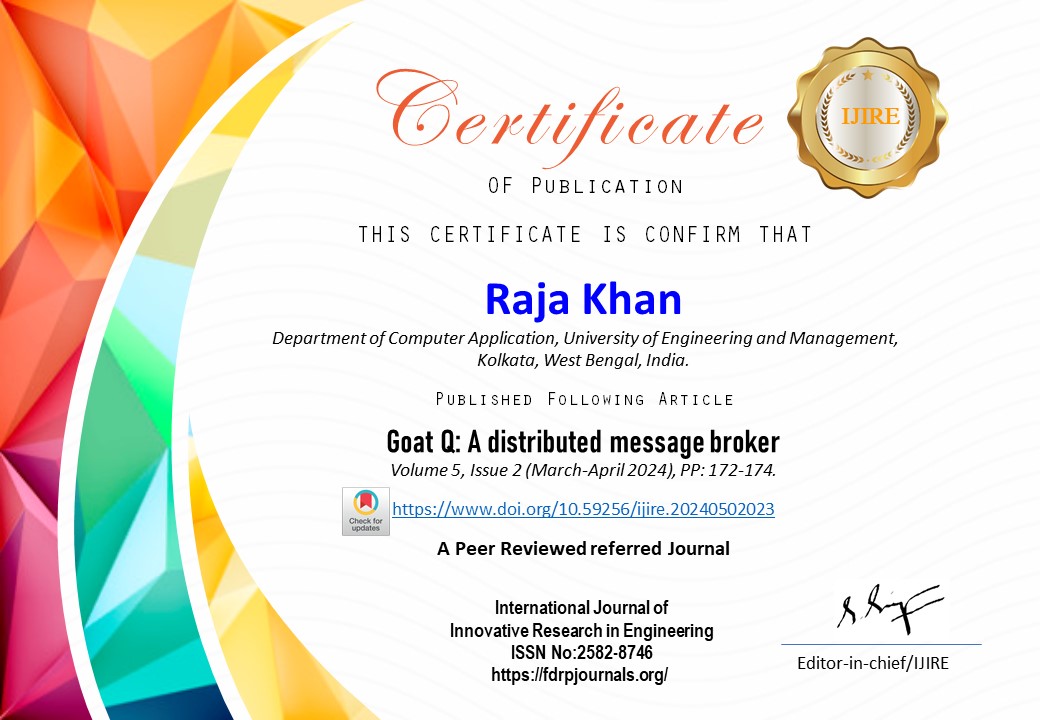 Certificate
IJIRE
OF PUBLICATION
THIS CERTIFICATE IS CONFIRM THAT
Raja Khan
Department of Computer Application, University of Engineering and Management,
Kolkata, West Bengal, India.
PUBLISHED FOLLOWING ARTICLE
Goat Q: A distributed message broker
Volume 5, Issue 2 (March-April 2024), PP: 172-174.
Check for
updates
https://www.doi.org/10.59256/ijire.20240502023
A Peer Reviewed referred Journal
International Journal of
Innovative Research in Engineering
ISSN No:2582-8746
https://fdrpjournals.org/
Editor-in-chief/IJIRE